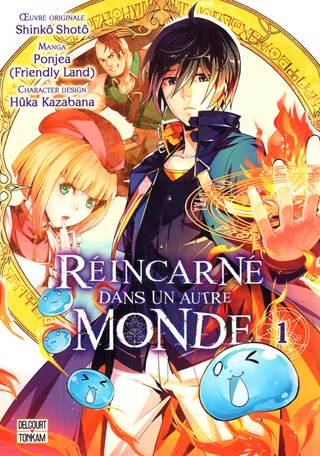 Œuvre originale
Shinkô Shotô
Manga
Ponjea
(Friendly Land)
Character design
Hûka Kazabana
Réincarné
dans un autre
Monde
1
DELCOURT
TONKAM